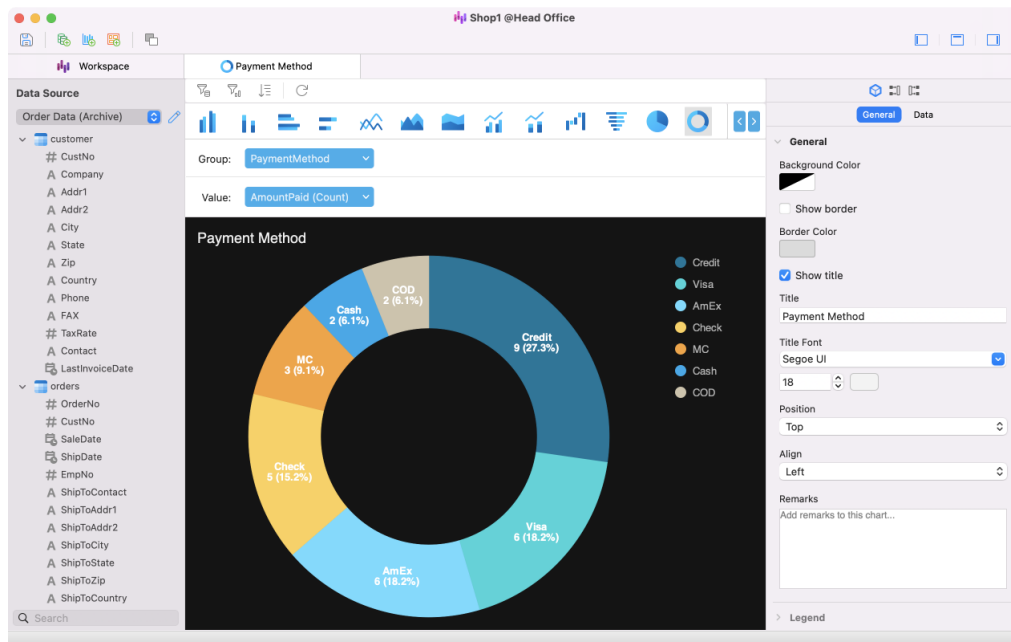 Shop1 @Head Office
Workspace
Payment Method
Data Source
Order Data (Archive)
customer
CustNo
Company
Addr1
Addr2
City
State
Zip
Country
Phone
FAX
TaxRate
Contact
LastInvoiceDate
orders
OrderNo
CustNo
SaleDate
ShipDate
EmpNo
ShipToContact
ShipToAddr1
ShipToAddr2
ShipToCity
ShipToState
ShipToZip
ShipToCountry
Search
Group: PaymentMethod
Value: AmountPaid (Count)
Payment Method
Credit
9 (27.3%)
Visa
6 (18.2%)
AmEx
6 (18.2%)
Check
5 (15.2%)
MC
3 (9.1%)
Cash
2 (6.1%)
COD
2 (6.1%)
Credit
Visa
AmEx
Check
MC
Cash
COD
General Data
General
Background Color
Show border
Border Color
Show title
Title
Payment Method
Title Font
Segoe UI
18
Position
Top
Align
Left
Remarks
Add remarks to this chart...
Legend